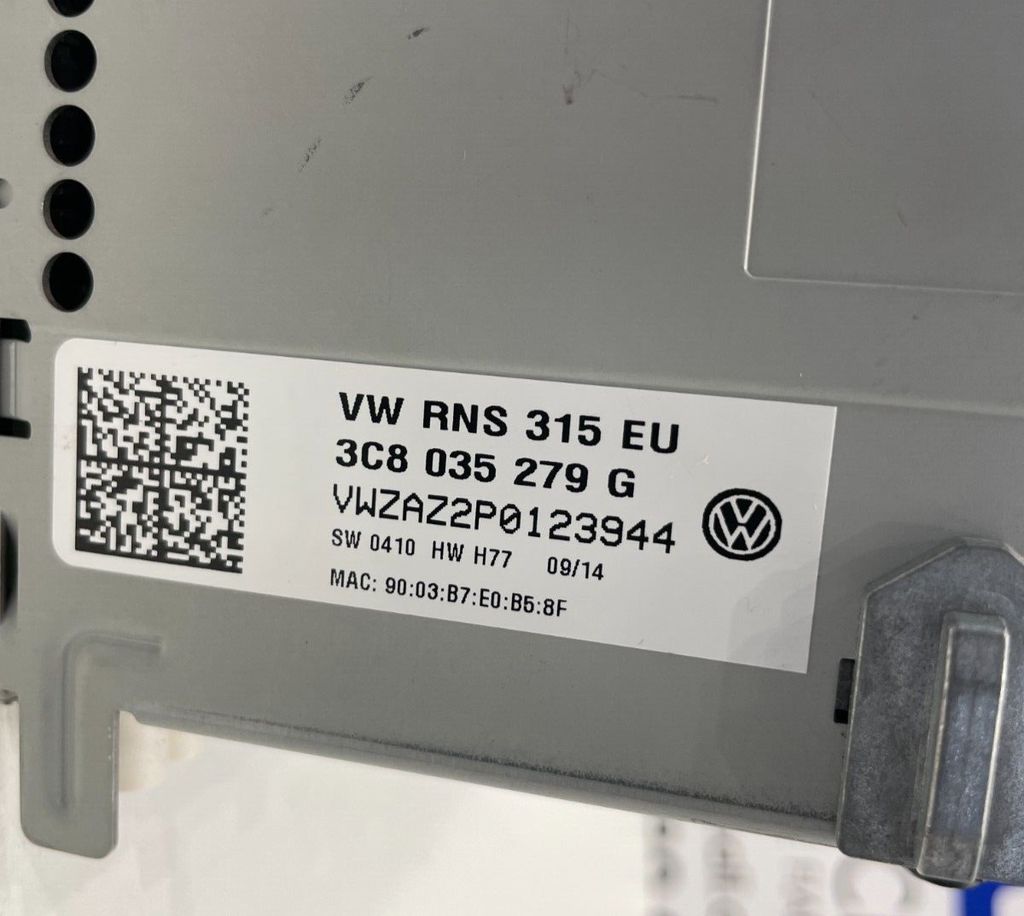 VW RNS 315 EU
3C8 035 279 G
VWZAZ2P0123944
SW 0410 HW H77 09/14
MAC: 90:03:B7:E0:B5:8F